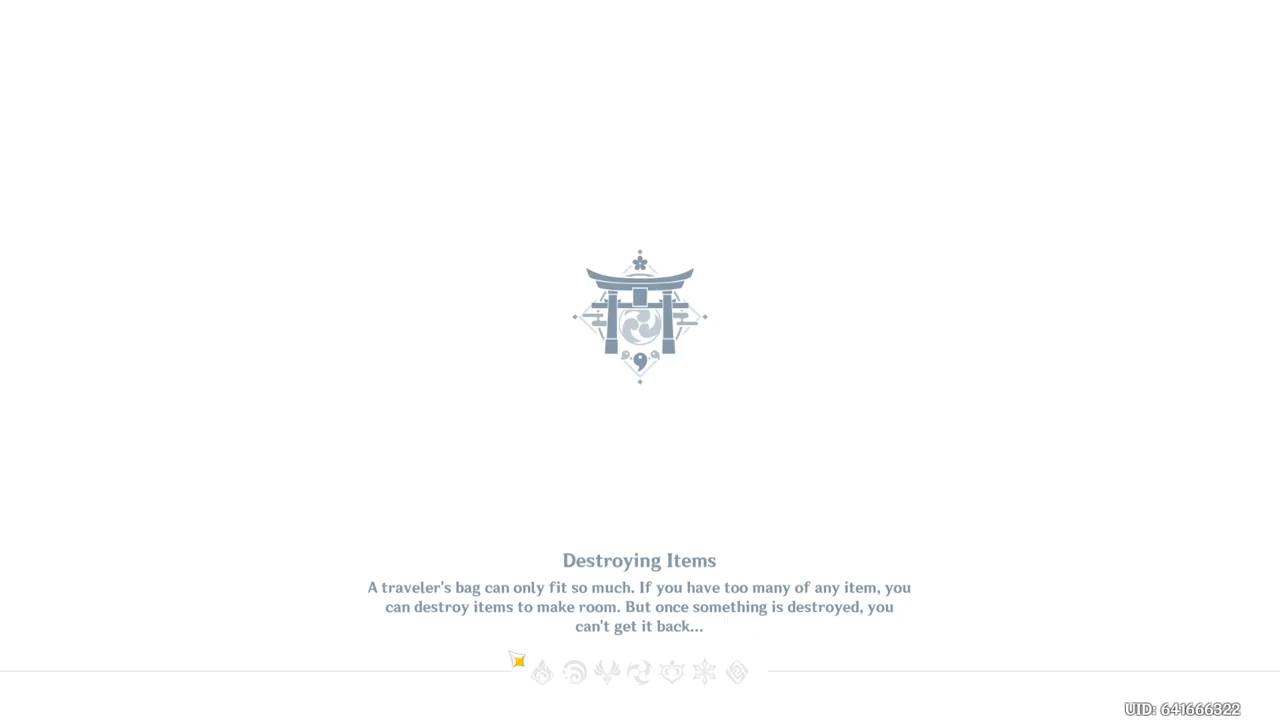 Destroying Items
A traveler's bag can only fit so much. If you have too many of any item, you
can destroy items to make room. But once something is destroyed, you
can't get it back...
UID: 641666322